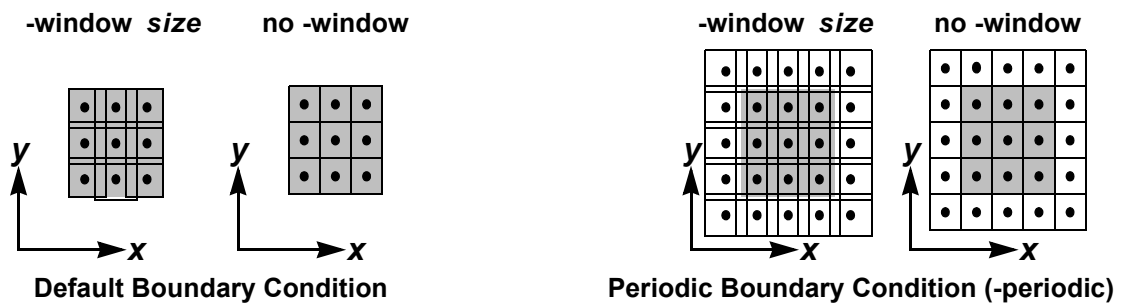 -window size
no -window
-window size
no -window
y
x
y
x
y
x
y
x
Default Boundary Condition
Periodic Boundary Condition (-periodic)